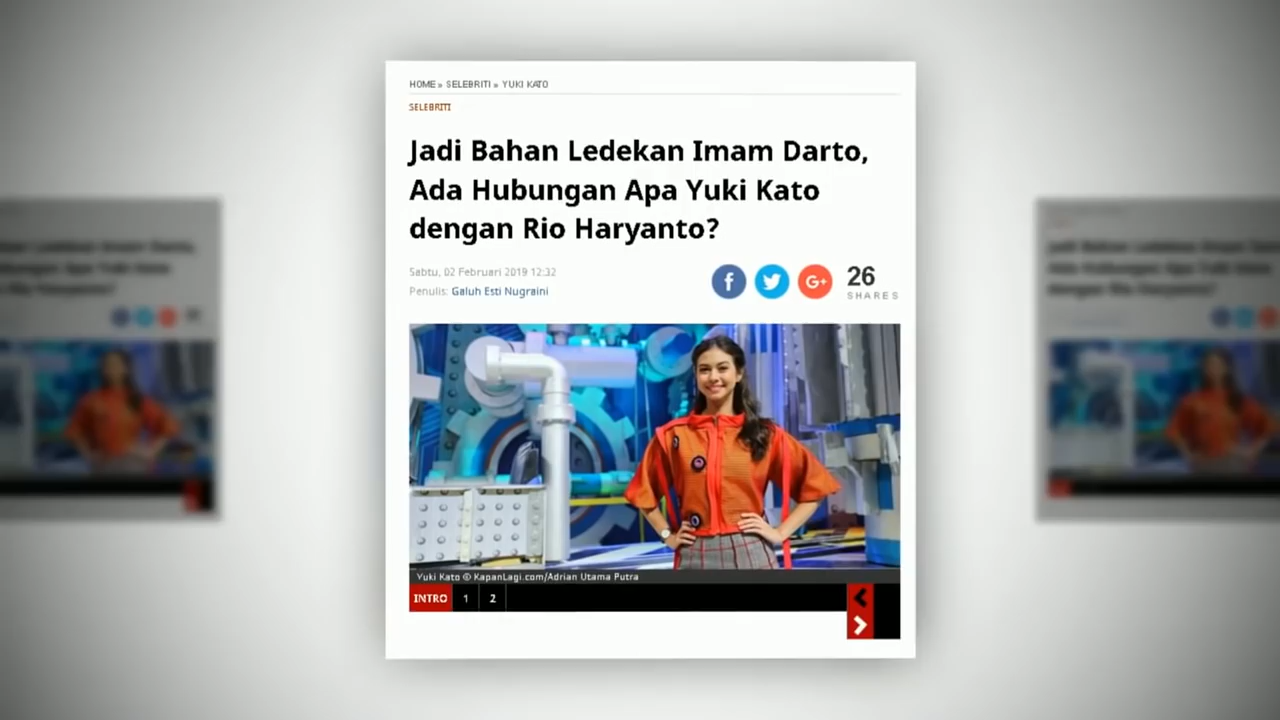 HOME » SELEBRITI » YUKI KATO
SELEBRITI
Jadi Bahan Ledekan Imam Darto,
Ada Hubungan Apa Yuki Kato
dengan Rio Haryanto?
Sabtu, 02 Februari 2019 12:32
Penulis: Galuh Esti Nugraini
f
G+
26
SHARES
Yuki Kato © KapanLagi.com/Adrian Utama Putra
INTRO 1 2